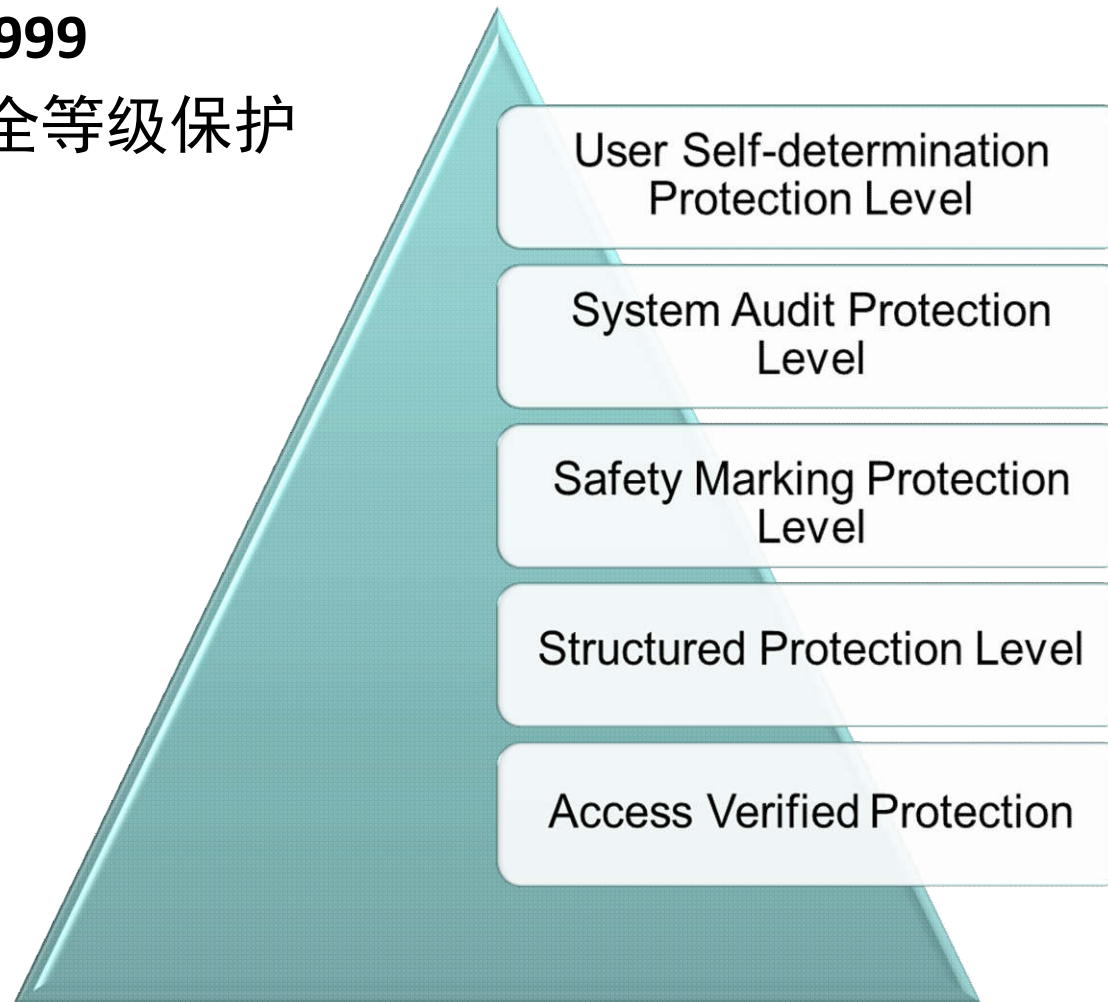 999
全等级保护
User Self-determination
Protection Level
System Audit Protection
Level
Safety Marking Protection
Level
Structured Protection Level
Access Verified Protection